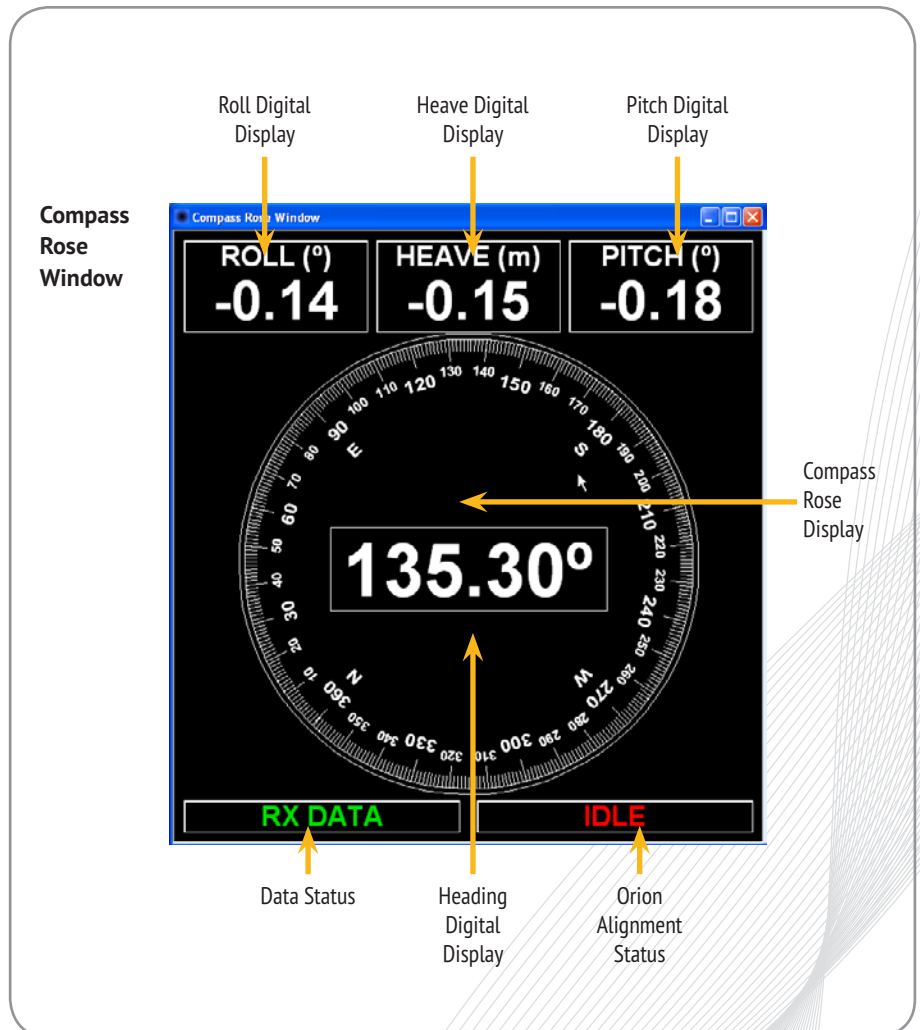 Roll Digital
Display
Heave Digital
Display
Pitch Digital
Display
Compass
Rose
Window
Compass Rose Window
ROLL (º)
-0.14
HEAVE (m)
-0.15
PITCH (º)
-0.18
10
20
30
40
50
60
70
80
90
100
110
120
130
140
150
160
170
180
190
200
210
220
230
240
250
260
270
280
290
300
310
320
330
340
350
360
N
E
S
W
135.30º
Compass
Rose
Display
RX DATA
IDLE
Data Status
Heading
Digital
Display
Orion
Alignment
Status